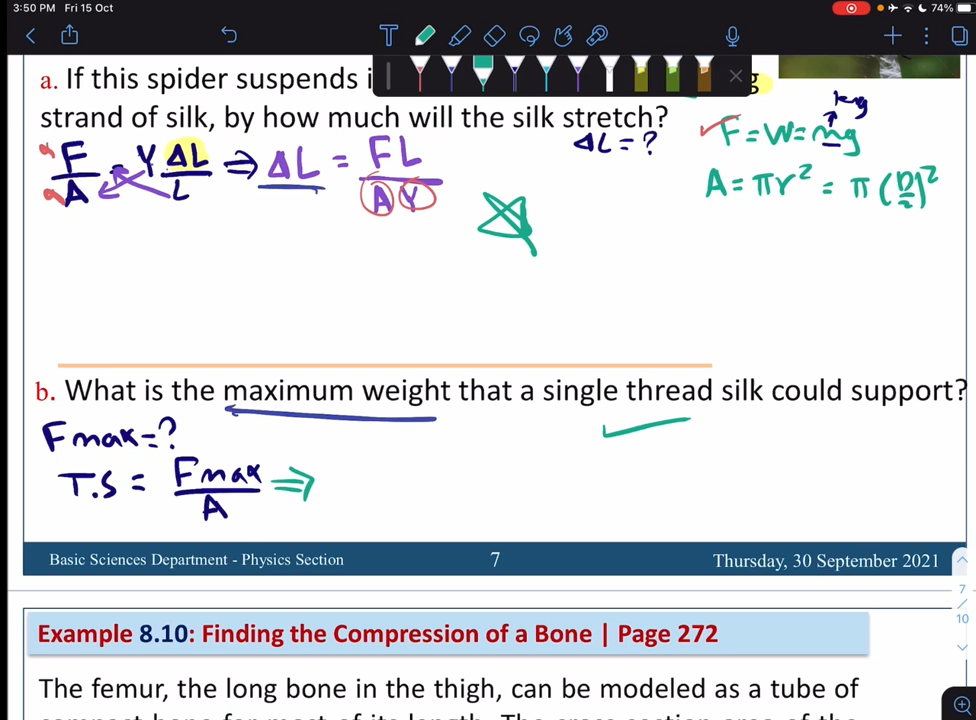 3:50 PM Fri 15 Oct
74%
T
a. If this spider suspends i
g
strand of silk, by how much will the silk stretch?
ΔL = ?
kg
F = W = mg
F/A = Y ΔL/L ⇒ ΔL = FL/AY
A = πr² = π (D/2)²
b. What is the maximum weight that a single thread silk could support?
Fmax = ?
T.S = Fmax/A ⇒
Basic Sciences Department - Physics Section 7 Thursday, 30 September 2021
7
/
10
Example 8.10: Finding the Compression of a Bone | Page 272
The femur, the long bone in the thigh, can be modeled as a tube of